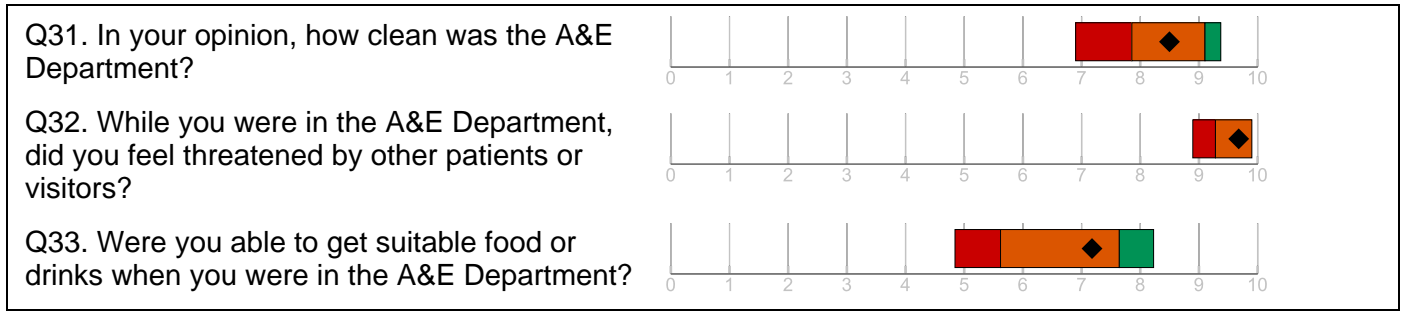 Q31. In your opinion, how clean was the A&E
Department?
0 1 2 3 4 5 6 7 8 9 10
Q32. While you were in the A&E Department,
did you feel threatened by other patients or
visitors?
0 1 2 3 4 5 6 7 8 9 10
Q33. Were you able to get suitable food or
drinks when you were in the A&E Department?
0 1 2 3 4 5 6 7 8 9 10